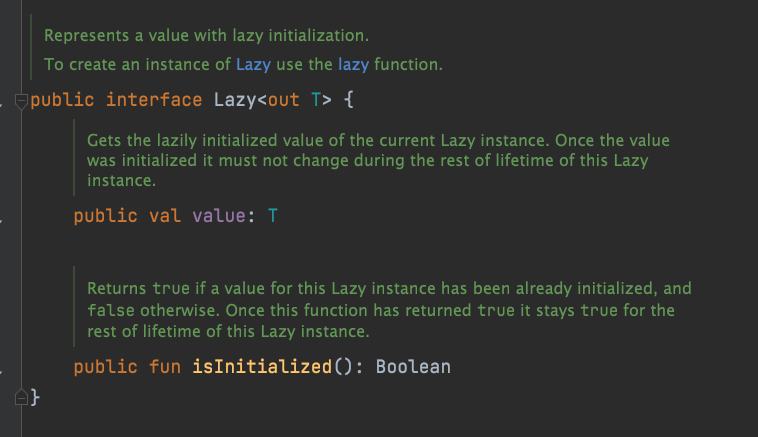 Represents a value with lazy initialization.
To create an instance of Lazy use the lazy function.
public interface Lazy<out T> {
Gets the lazily initialized value of the current Lazy instance. Once the value
was initialized it must not change during the rest of lifetime of this Lazy
instance.
public val value: T
Returns true if a value for this Lazy instance has been already initialized, and
false otherwise. Once this function has returned true it stays true for the
rest of lifetime of this Lazy instance.
public fun isInitialized(): Boolean
}